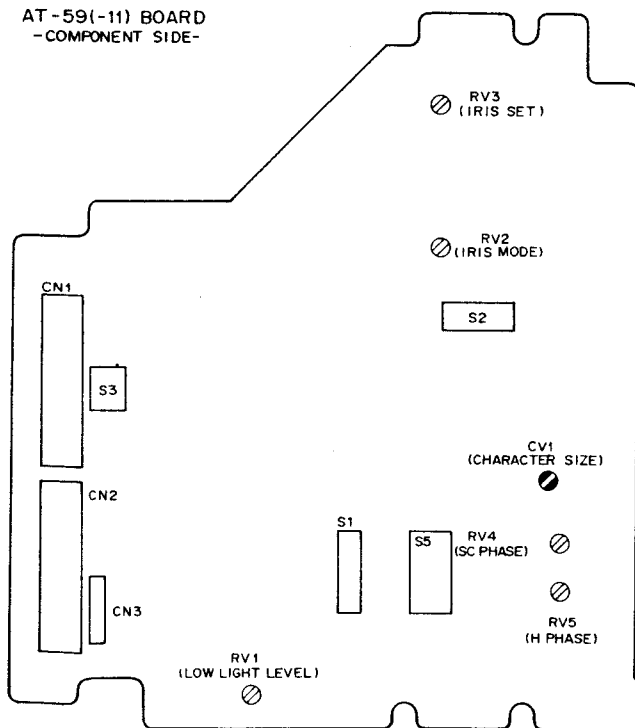 AT-59(-11) BOARD
-COMPONENT SIDE-
RV3
(IRIS SET)
RV2
(IRIS MODE)
CN1
S2
S3
CV1
(CHARACTER SIZE)
CN2
S1
S5
RV4
(SC PHASE)
CN3
RV5
(H PHASE)
RV1
(LOW LIGHT LEVEL)